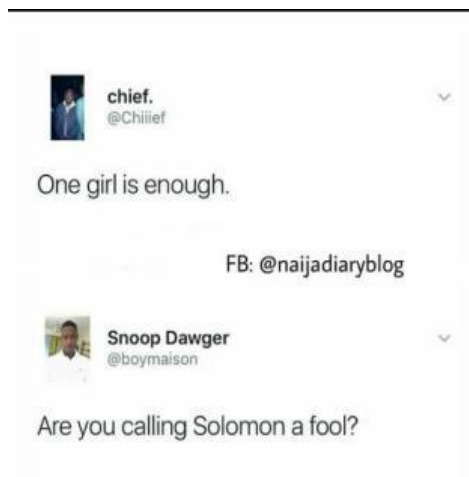 chief.
@Chiiief
One girl is enough.
FB: @naijadiaryblog
Snoop Dawger
@boymaison
Are you calling Solomon a fool?